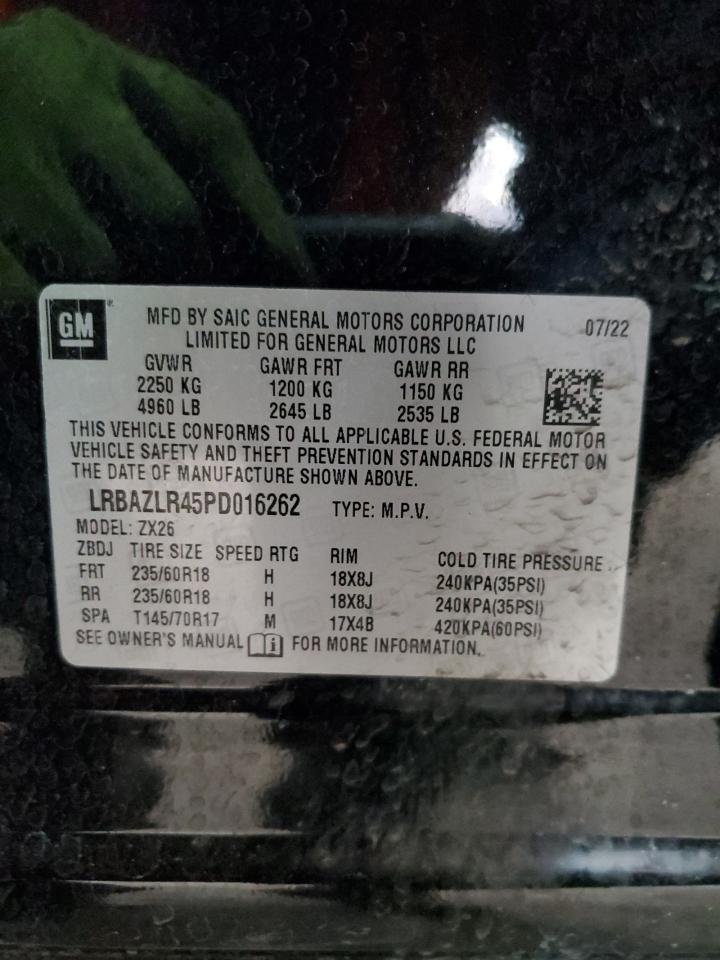 GM
MFD BY SAIC GENERAL MOTORS CORPORATION 07/22
LIMITED FOR GENERAL MOTORS LLC
GVWR GAWR FRT GAWR RR
2250 KG 1200 KG 1150 KG
4960 LB 2645 LB 2535 LB
THIS VEHICLE CONFORMS TO ALL APPLICABLE U.S. FEDERAL MOTOR
VEHICLE SAFETY AND THEFT PREVENTION STANDARDS IN EFFECT ON
THE DATE OF MANUFACTURE SHOWN ABOVE.
LRBAZLR45PD016262 TYPE: M.P.V.
MODEL: ZX26
ZBDJ TIRE SIZE SPEED RTG RIM COLD TIRE PRESSURE
FRT 235/60R18 H 18X8J 240KPA(35PSI)
RR 235/60R18 H 18X8J 240KPA(35PSI)
SPA T145/70R17 M 17X4B 420KPA(60PSI)
SEE OWNER'S MANUAL i FOR MORE INFORMATION.